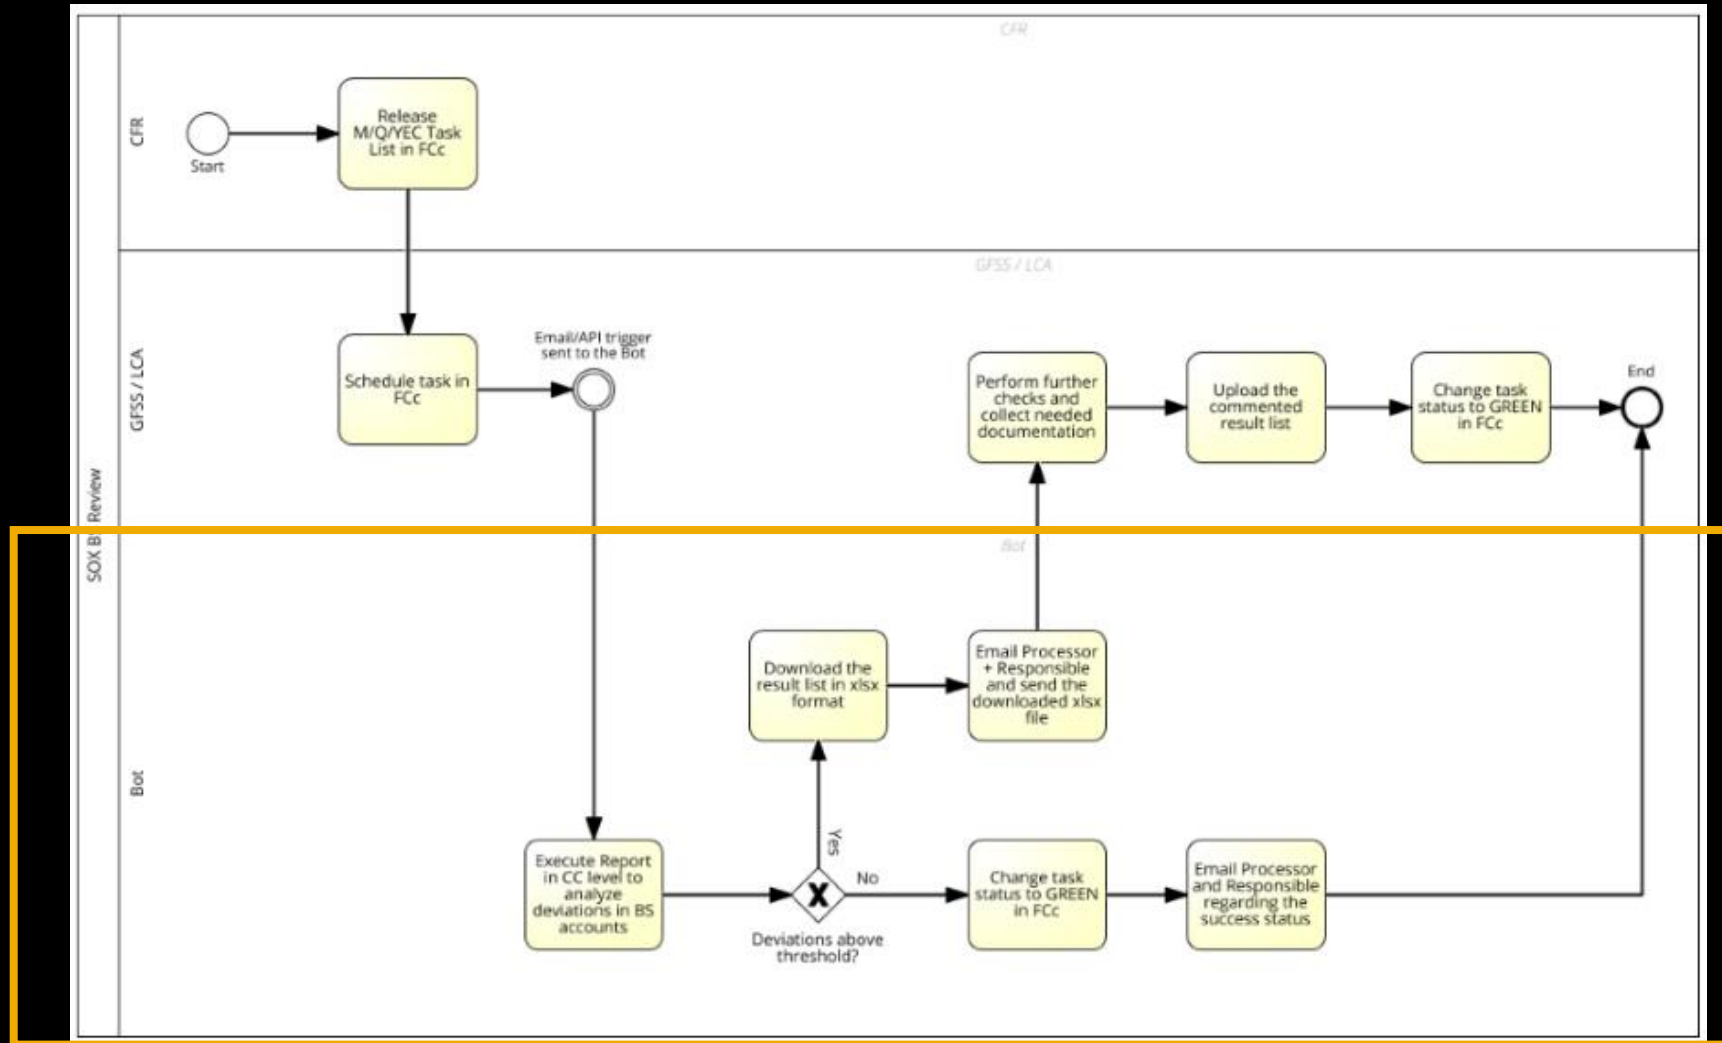 CFR
CFR
Start
Release
M/Q/YEC Task
List in FCc
GFSS / LCA
GFSS / LCA
Schedule task in
FCc
Email/API trigger
sent to the Bot
Perform further
checks and
collect needed
documentation
Upload the
commented
result list
Change task
status to GREEN
in FCc
End
SOX B Review
Bot
Bot
Download the
result list in xlsx
format
Email Processor
+ Responsible
and send the
downloaded xlsx
file
Execute Report
in CC level to
analyze
deviations in BS
accounts
Yes
No
Deviations above
threshold?
Change task
status to GREEN
in FCc
Email Processor
and Responsible
regarding the
success status